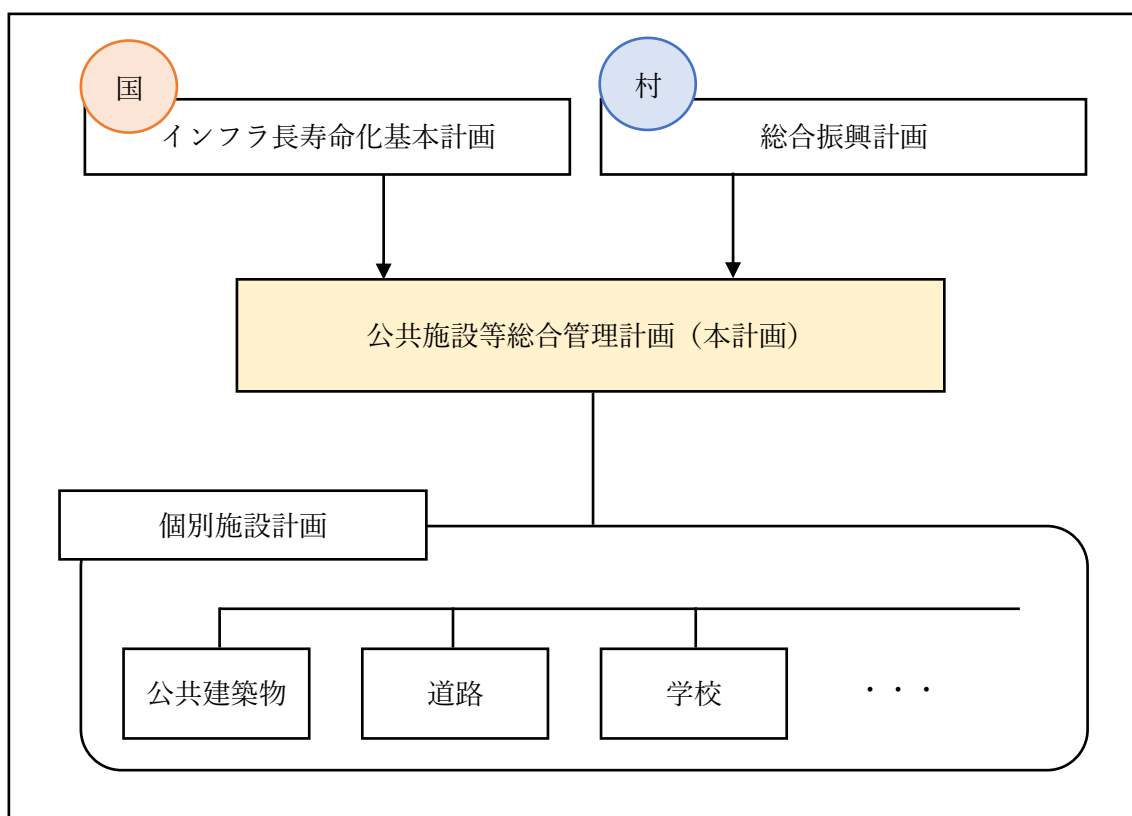 国
インフラ長寿命化基本計画
村
総合振興計画
公共施設等総合管理計画（本計画）
個別施設計画
公共建築物
道路
学校
・・・